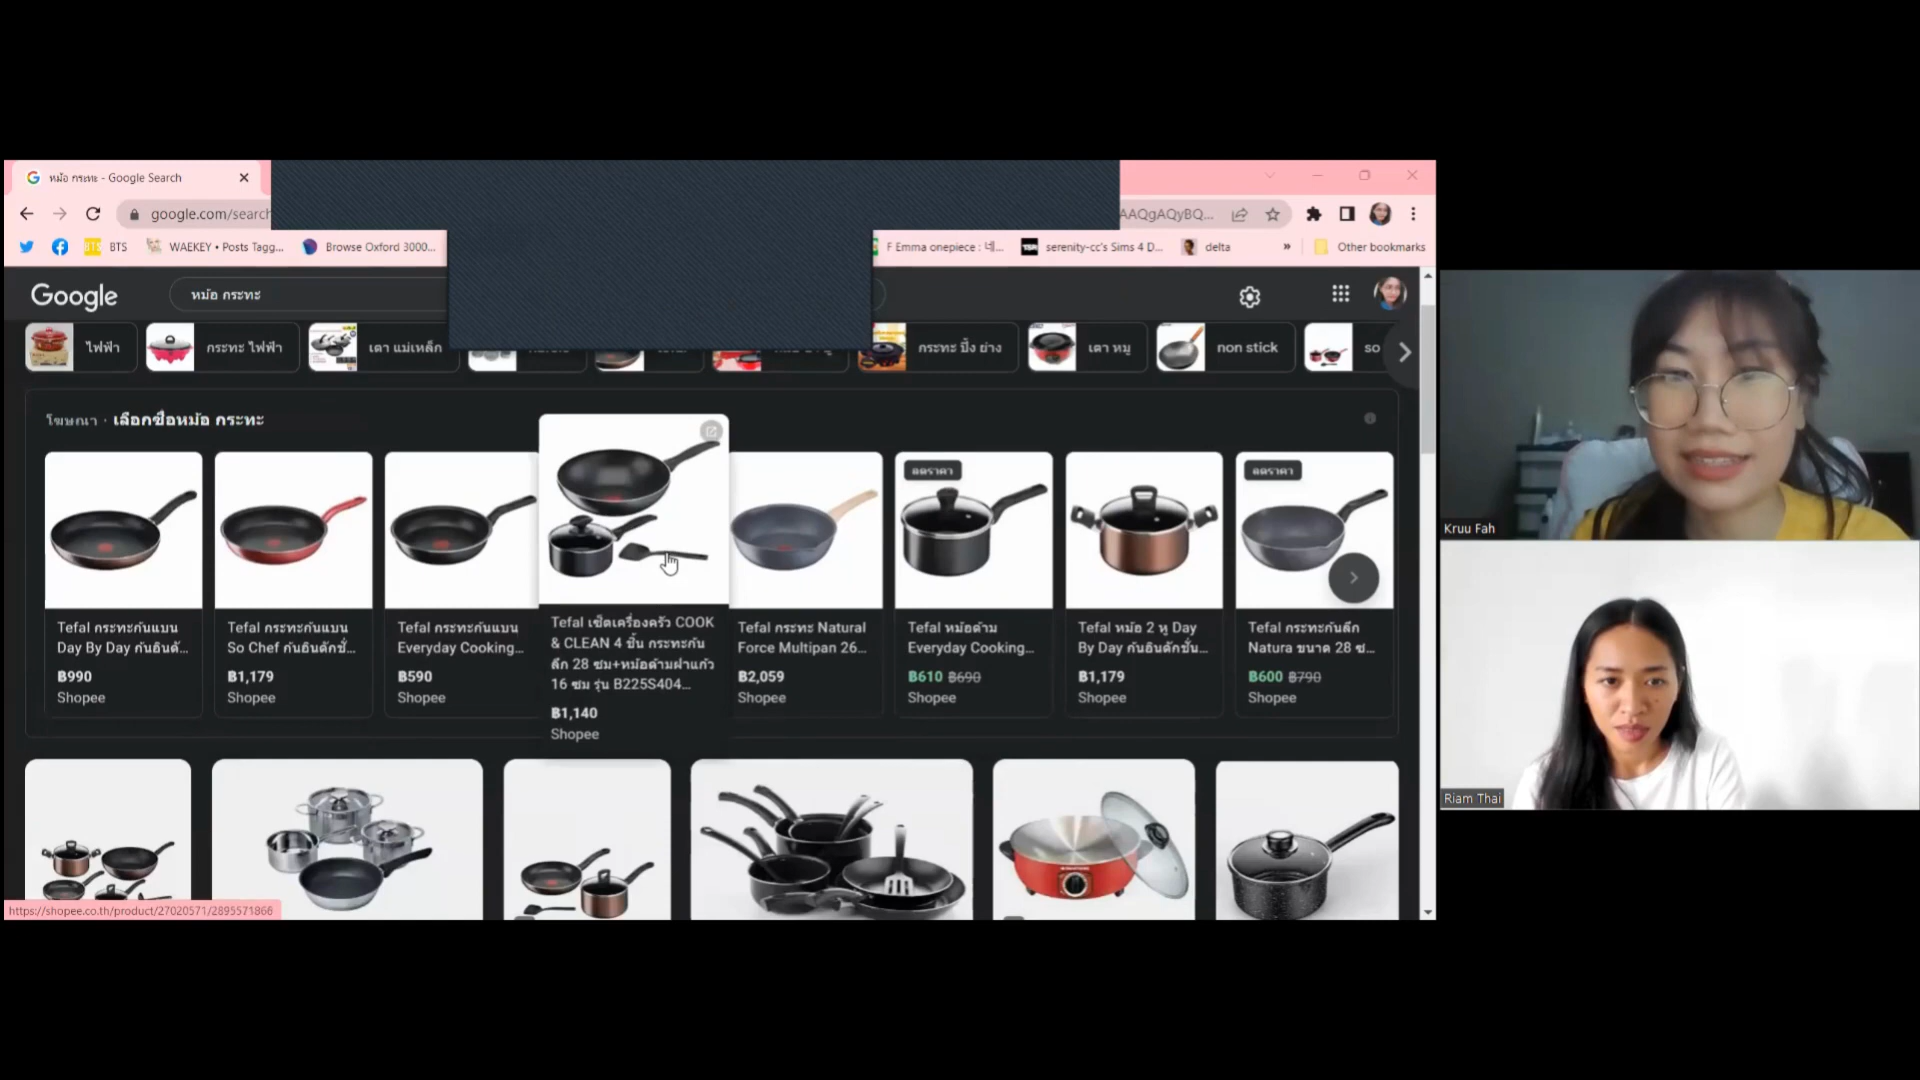 หม้อ กระทะ - Google Search
google.com/search
AAQgAQyBQ...
BTS
WAEKEY • Posts Tagg...
Browse Oxford 3000...
F Emma onepiece : 네...
serenity-cc's Sims 4 D...
delta
»
Other bookmarks
Google
หม้อ กระทะ
ไฟฟ้า
กระทะ ไฟฟ้า
เตา แม่เหล็ก
กระทะ ปิ้ง ย่าง
เตา หมู
non stick
so
โฆษณา · เลือกซื้อหม้อ กระทะ
ลดราคา
ลดราคา
Tefal กระทะก้นแบน
Day By Day ก้นอินดั...
฿990
Shopee
Tefal กระทะก้นแบน
So Chef ก้นอินดักชั่...
฿1,179
Shopee
Tefal กระทะก้นแบน
Everyday Cooking...
฿590
Shopee
Tefal เซ็ตเครื่องครัว COOK
& CLEAN 4 ชิ้น กระทะก้น
ลึก 28 ซม+หม้อด้ามฝาแก้ว
16 ซม รุ่น B225S404...
฿1,140
Shopee
Tefal กระทะ Natural
Force Multipan 26...
฿2,059
Shopee
Tefal หม้อด้าม
Everyday Cooking...
฿610 ฿690
Shopee
Tefal หม้อ 2 หู Day
By Day ก้นอินดักชั่น...
฿1,179
Shopee
Tefal กระทะก้นลึก
Natura ขนาด 28 ซ...
฿600 ฿790
Shopee
https://shopee.co.th/product/27020571/2895571866
Kruu Fah
Riam Thai